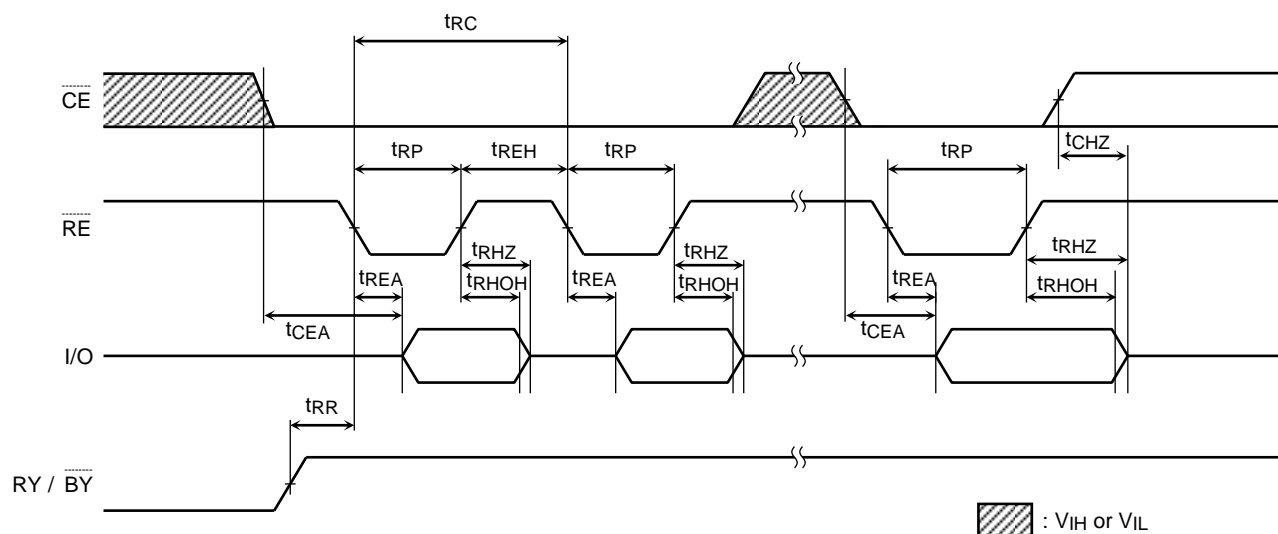 tRC
CE
tCHZ
tRP
tREH
tRP
tRP
RE
tRHZ
tRHZ
tRHZ
tREA
tRHOH
tREA
tRHOH
tREA
tRHOH
tCEA
tCEA
I/O
tRR
RY / BY
: VIH or VIL